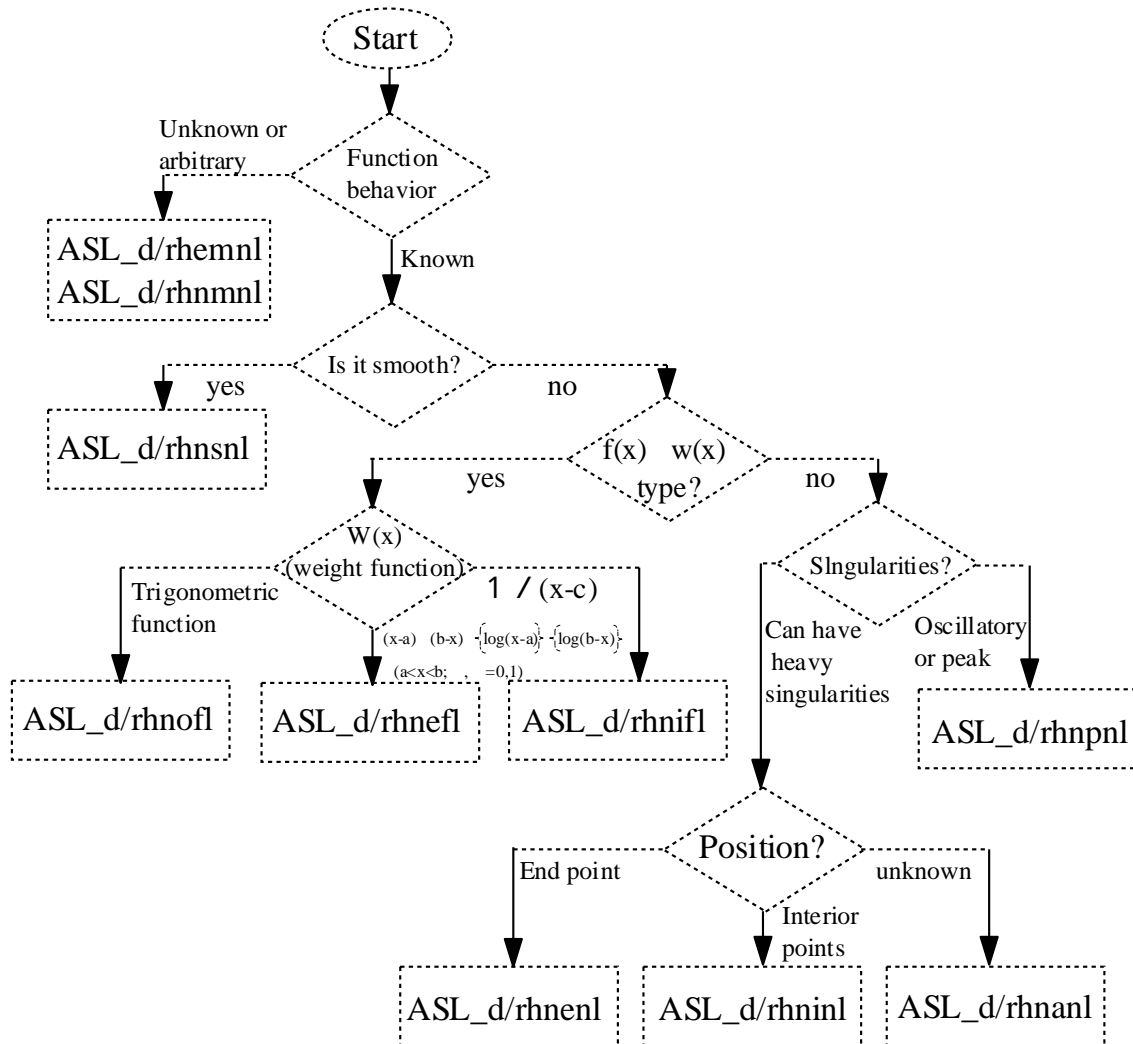 Start
Unknown or
arbitrary
Function
behavior
ASL_d/rhemnl
ASL_d/rhnmnl
Known
Is it smooth?
yes
no
ASL_d/rhnsnl
f(x) w(x)
type?
yes
no
W(x)
(weight function)
SIngularities?
Trigonometric
function
1 / (x-c)
(x-a) (b-x) {log(x-a)} {log(b-x)}
(a<x<b; , =0,1)
Can have
heavy
singularities
Oscillatory
or peak
ASL_d/rhnofl
ASL_d/rhnefl
ASL_d/rhnifl
ASL_d/rhnpnl
Position?
End point
unknown
Interior
points
ASL_d/rhnenl
ASL_d/rhninl
ASL_d/rhnanl